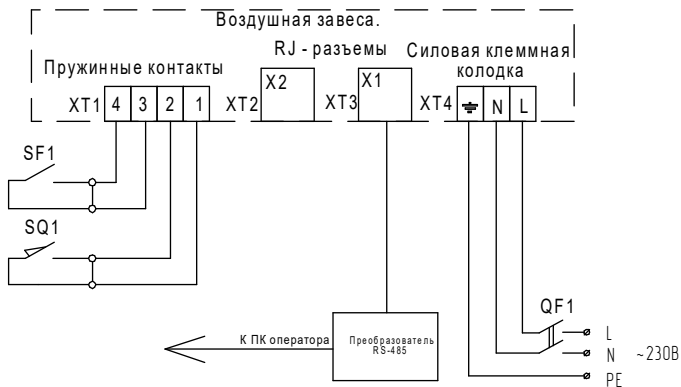 Воздушная завеса.
RJ - разъемы
Силовая клеммная
колодка
Пружинные контакты
X2
X1
XT1 4 3 2 1 XT2 XT3 XT4 N L
SF1
SQ1
QF1
L
N ~230В
PE
К ПК оператора
Преобразователь
RS-485